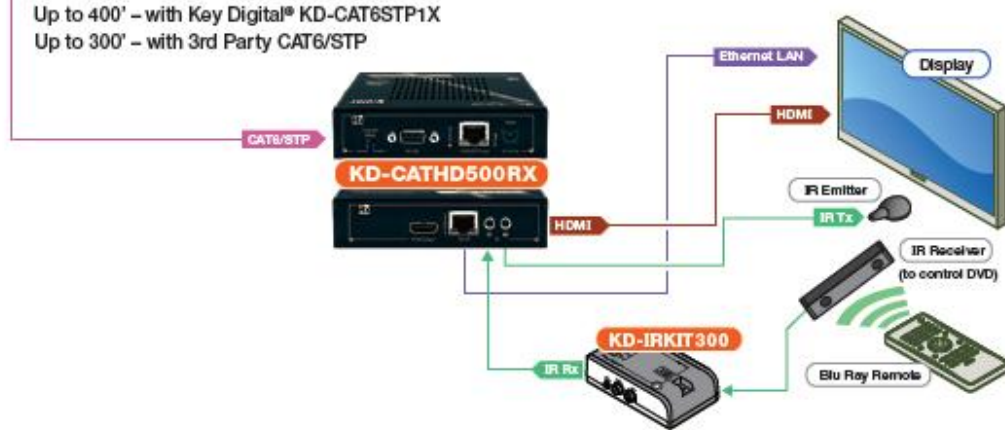 Up to 400' – with Key Digital® KD-CAT6STP1X
Up to 300' – with 3rd Party CAT6/STP
Ethernet LAN
Display
HDMI
CAT6/STP
KD-CATHD500RX
IR Emitter
IR Tx
HDMI
IR Receiver
(to control DVD)
KD-IRKIT300
IR Rx
Blu Ray Remote